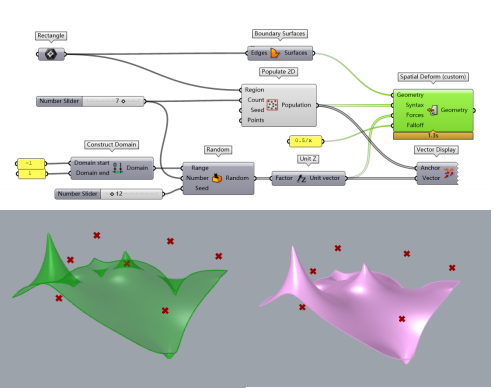 Rectangle
Boundary Surfaces
Edges Surfaces
Populate 2D
Spatial Deform (custom)
Region
Count
Seed
Points
Population
Geometry
Syntax
Forces
Falloff
Geometry
1.1s
Number Slider 7
0.5/x
Construct Domain
Random
Unit Z
Vector Display
-1
1
Domain start
Domain end
Domain
Range
Number
Seed
Random
Factor Unit vector
Anchor
Vector
Number Slider 12